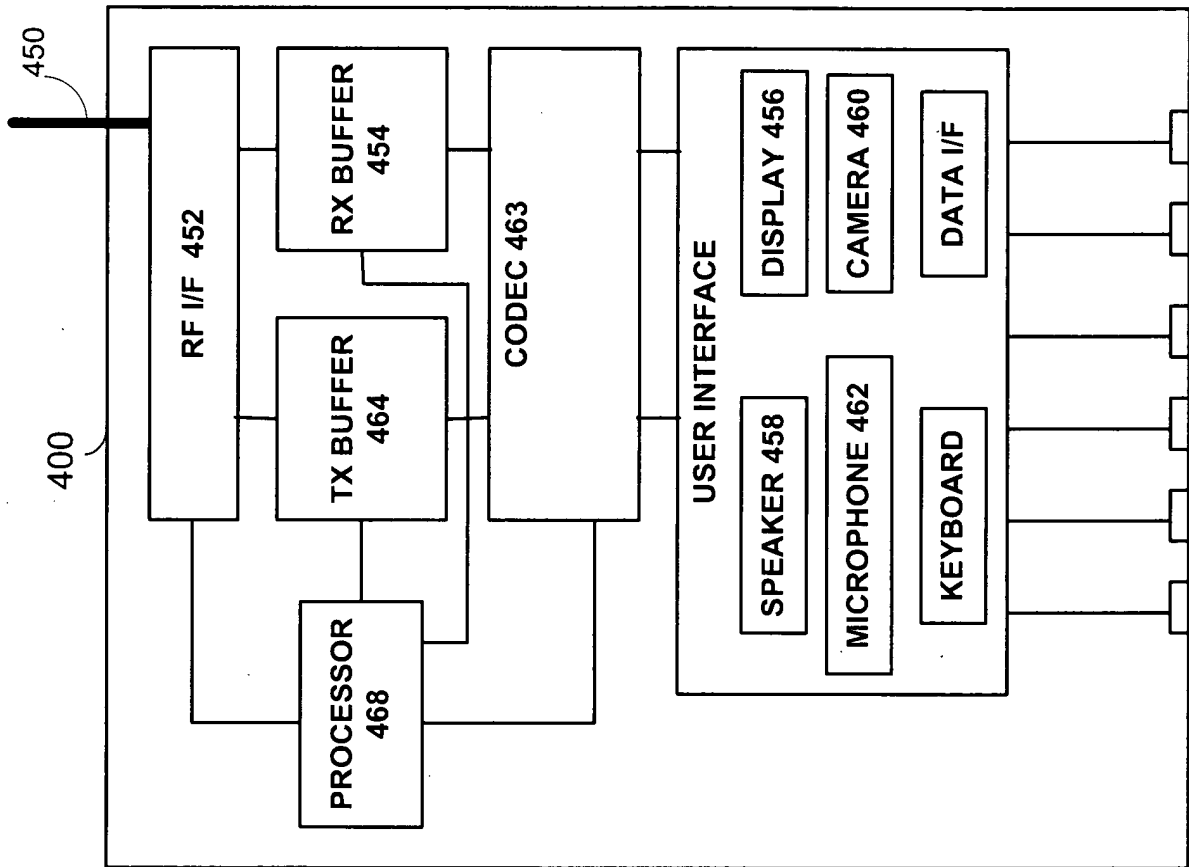 450
400
RF I/F 452
TX BUFFER
464
RX BUFFER
454
PROCESSOR
468
CODEC 463
USER INTERFACE
SPEAKER 458
DISPLAY 456
MICROPHONE 462
CAMERA 460
KEYBOARD
DATA I/F